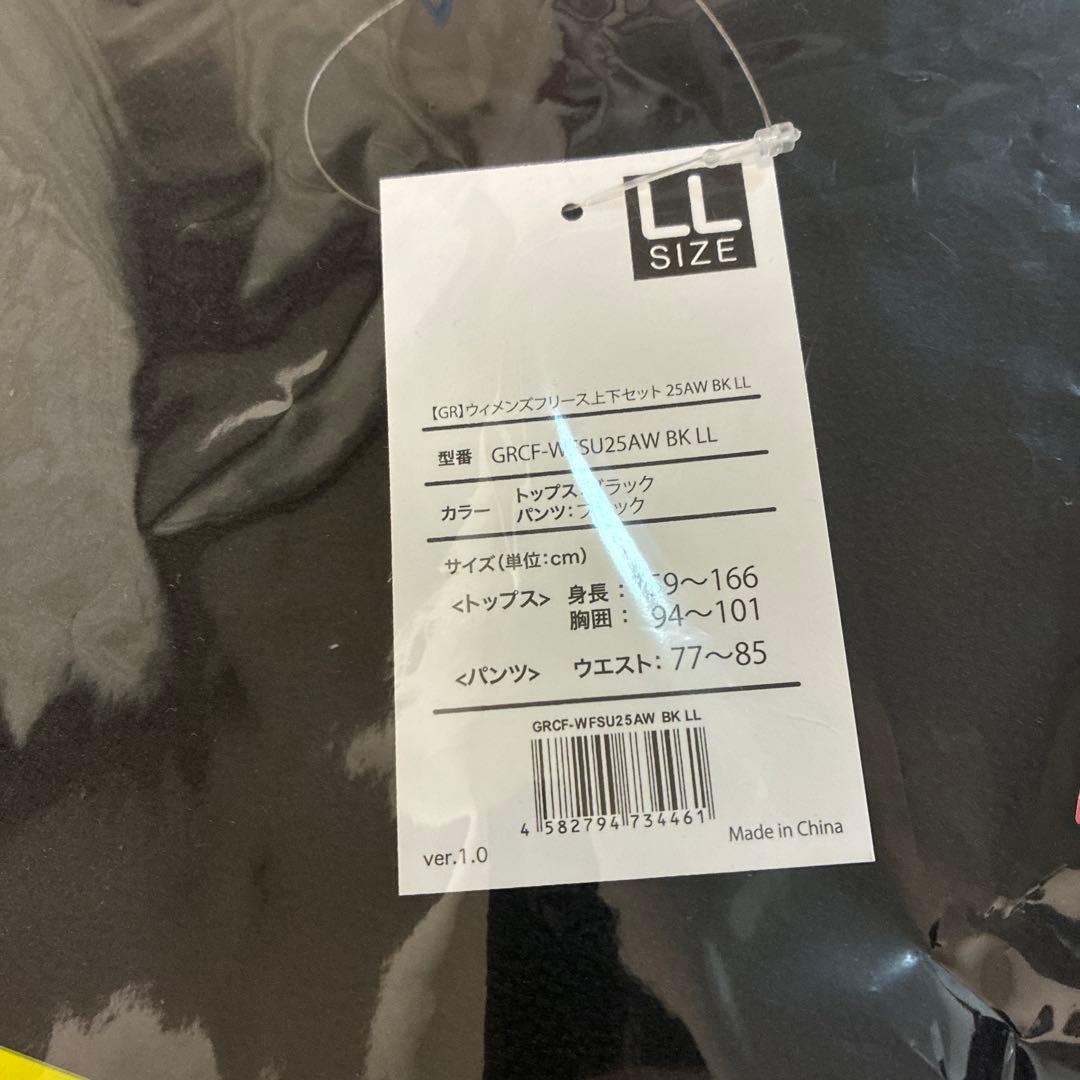 LL
SIZE
【GR】ウィメンズフリース上下セット 25AW BK LL
型番 GRCF-WFSU25AW BK LL
カラー トップス:ブラック
パンツ:ブラック
サイズ(単位:cm)
<トップス> 身長: 159〜166
胸囲: 94〜101
<パンツ> ウエスト: 77〜85
GRCF-WFSU25AW BK LL
4 582794 734461
ver.1.0
Made in China